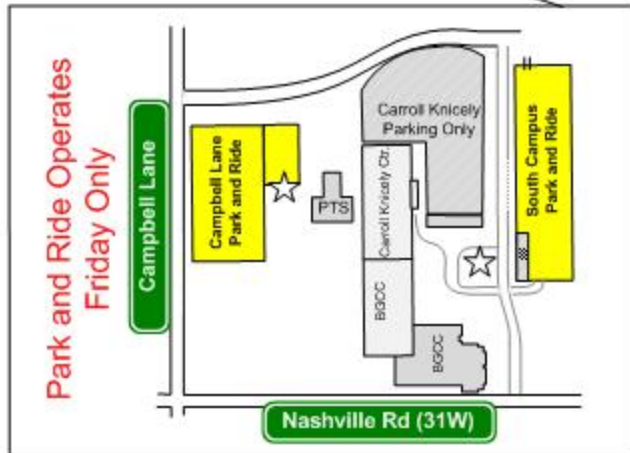 Park and Ride Operates
Friday Only
Campbell Lane
Campbell Lane
Park and Ride
PTS
Carroll Knicely
Parking Only
Carroll Knicely Ctr.
BGCC
BGCC
South Campus
Park and Ride
Nashville Rd (31W)